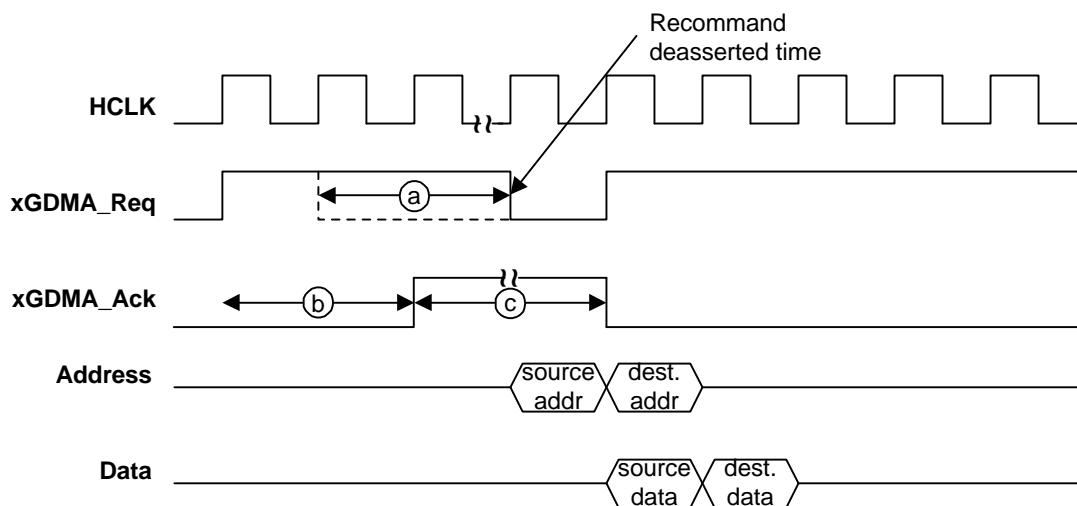 Recommand
deasserted time
HCLK
xGDMA_Req
a
xGDMA_Ack
b
c
Address
source
addr
dest.
addr
Data
source
data
dest.
data